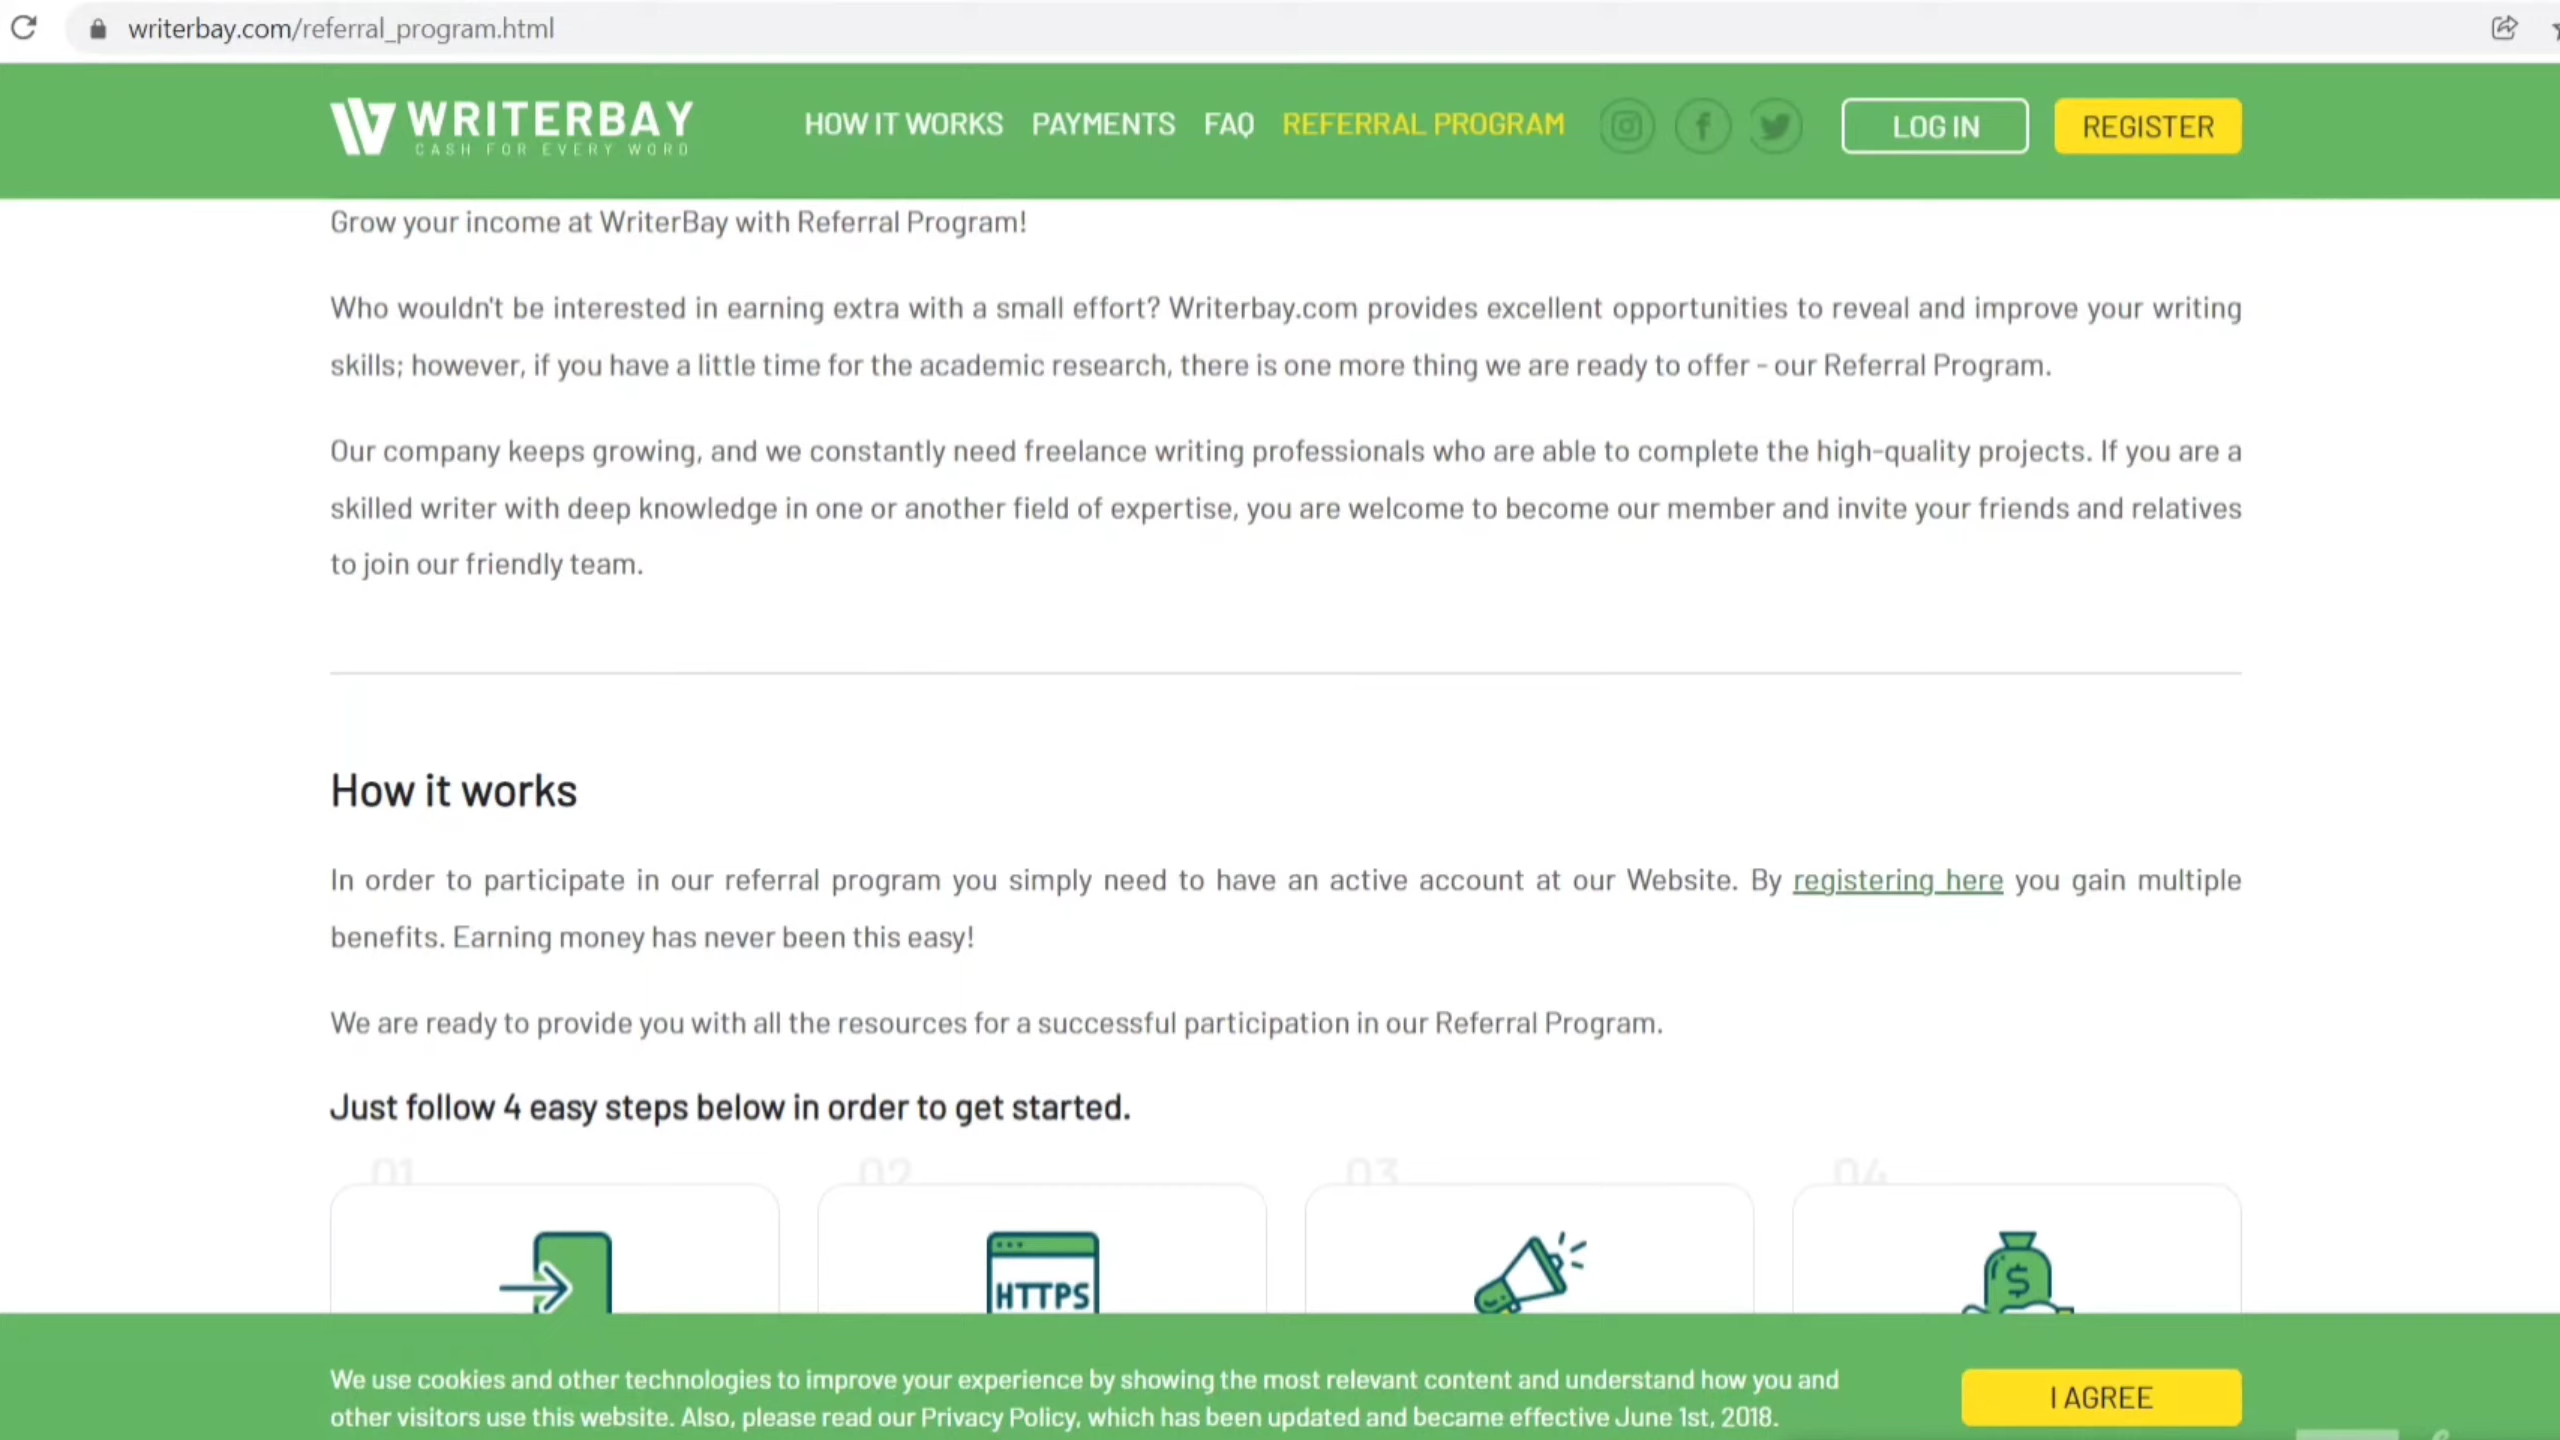 writerbay.com/referral_program.html
WRITERBAY
CASH FOR EVERY WORD
HOW IT WORKS
PAYMENTS
FAQ
REFERRAL PROGRAM
LOG IN
REGISTER
Grow your income at WriterBay with Referral Program!
Who wouldn't be interested in earning extra with a small effort? Writerbay.com provides excellent opportunities to reveal and improve your writing
skills; however, if you have a little time for the academic research, there is one more thing we are ready to offer - our Referral Program.
Our company keeps growing, and we constantly need freelance writing professionals who are able to complete the high-quality projects. If you are a
skilled writer with deep knowledge in one or another field of expertise, you are welcome to become our member and invite your friends and relatives
to join our friendly team.
How it works
In order to participate in our referral program you simply need to have an active account at our Website. By registering here you gain multiple
benefits. Earning money has never been this easy!
We are ready to provide you with all the resources for a successful participation in our Referral Program.
Just follow 4 easy steps below in order to get started.
01
02
03
04
HTTPS
$
We use cookies and other technologies to improve your experience by showing the most relevant content and understand how you and
other visitors use this website. Also, please read our Privacy Policy, which has been updated and became effective June 1st, 2018.
I AGREE